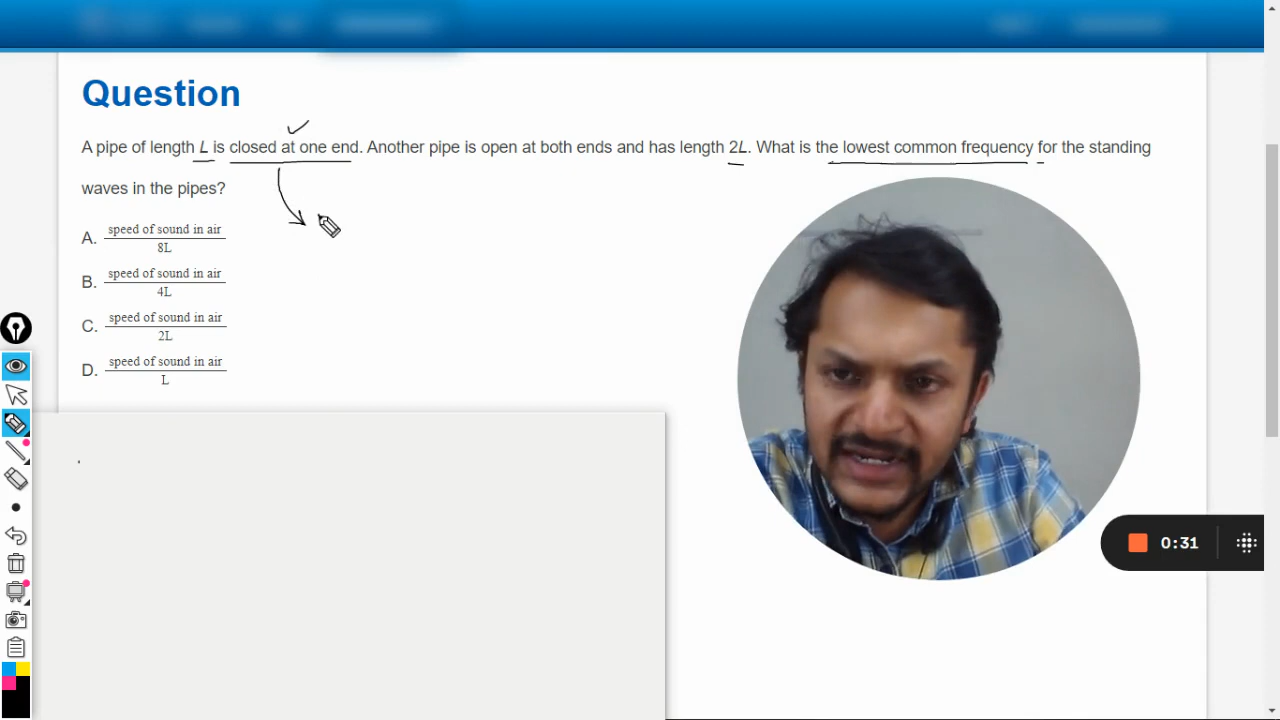 Question
A pipe of length L is closed at one end. Another pipe is open at both ends and has length 2L. What is the lowest common frequency for the standing
waves in the pipes?
A. speed of sound in air
8L
B. speed of sound in air
4L
C. speed of sound in air
2L
D. speed of sound in air
L
0:31